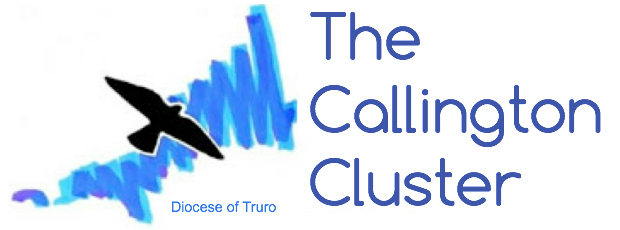 The
Callington
Cluster
Diocese of Truro